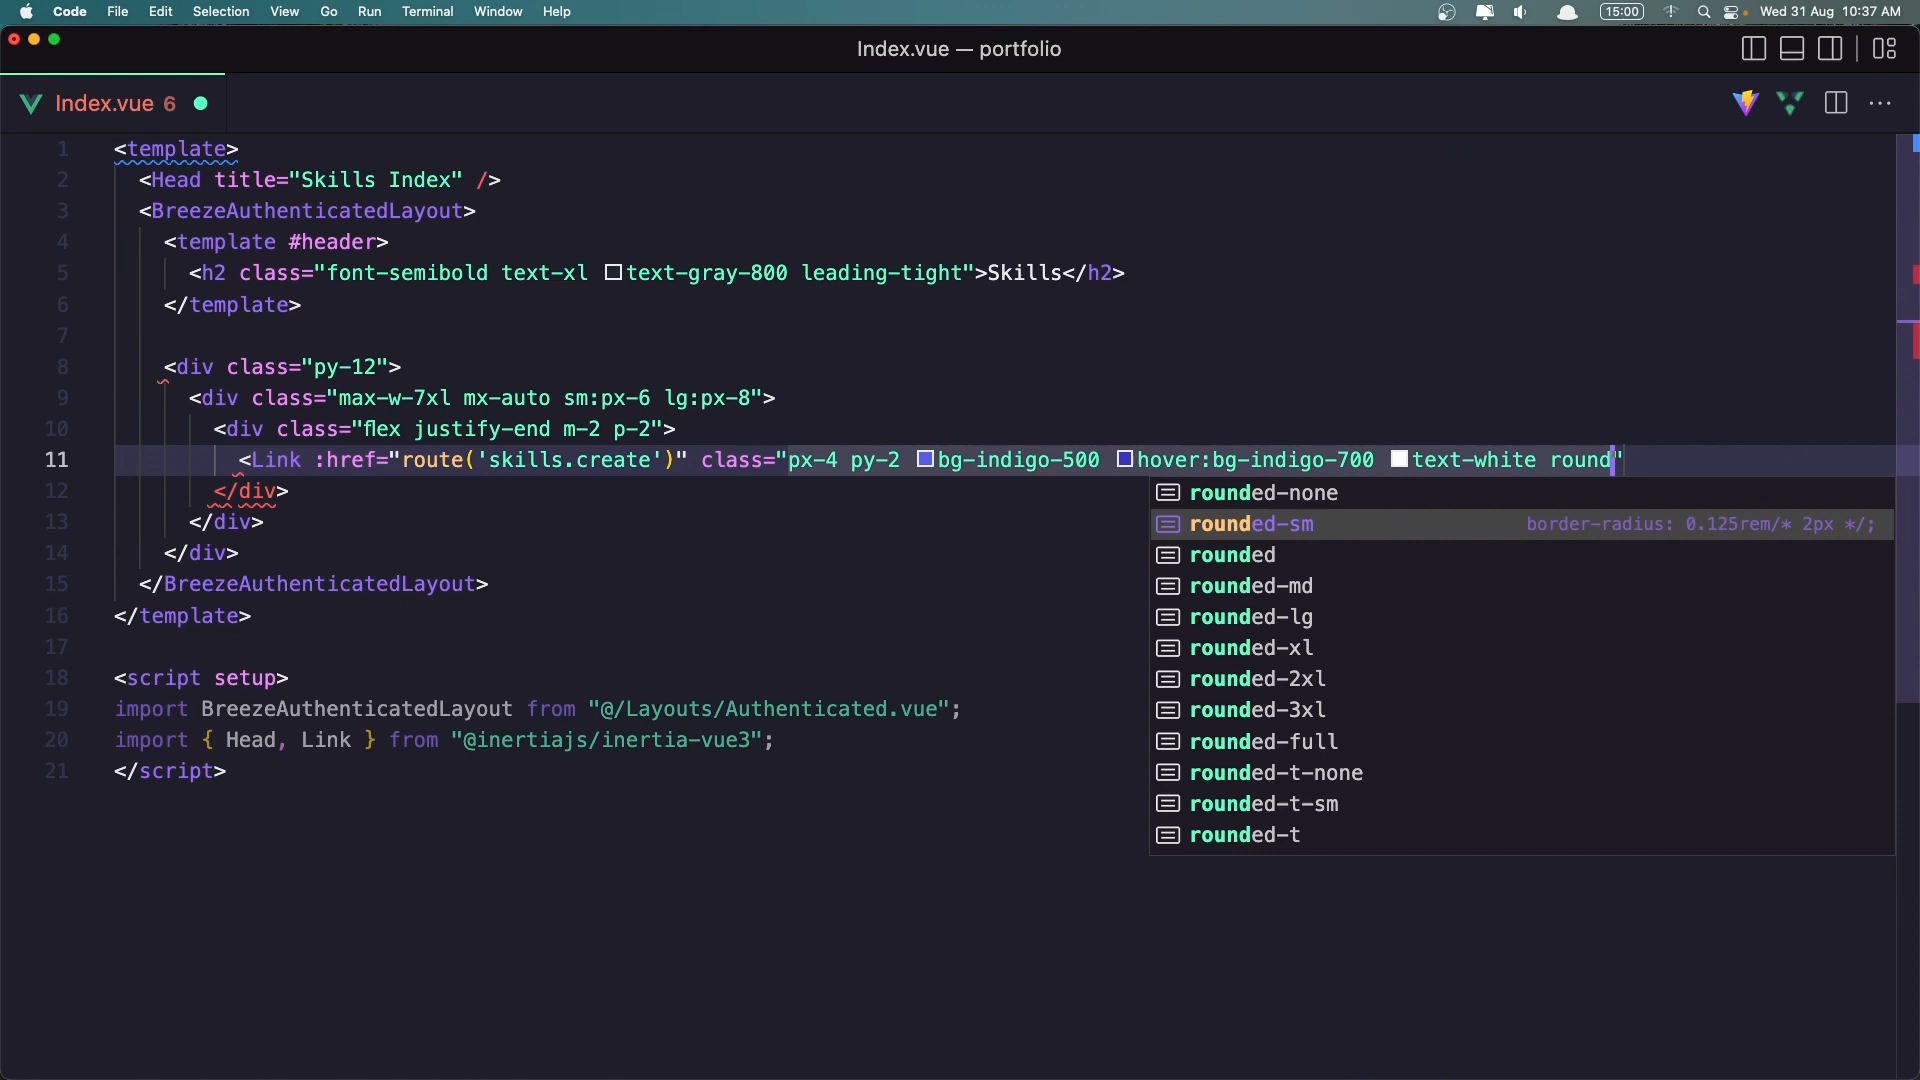 Code File Edit Selection View Go Run Terminal Window Help 15:00 Wed 31 Aug 10:37 AM
Index.vue — portfolio
Index.vue 6
1 <template>
2 <Head title="Skills Index" />
3 <BreezeAuthenticatedLayout>
4 <template #header>
5 <h2 class="font-semibold text-xl text-gray-800 leading-tight">Skills</h2>
6 </template>
7
8 <div class="py-12">
9 <div class="max-w-7xl mx-auto sm:px-6 lg:px-8">
10 <div class="flex justify-end m-2 p-2">
11 <Link :href="route('skills.create')" class="px-4 py-2 bg-indigo-500 hover:bg-indigo-700 text-white round"
12 </div>
13 </div>
14 </div>
15 </BreezeAuthenticatedLayout>
16 </template>
17
18 <script setup>
19 import BreezeAuthenticatedLayout from "@/Layouts/Authenticated.vue";
20 import { Head, Link } from "@inertiajs/inertia-vue3";
21 </script>
rounded-none
rounded-sm border-radius: 0.125rem/* 2px */;
rounded
rounded-md
rounded-lg
rounded-xl
rounded-2xl
rounded-3xl
rounded-full
rounded-t-none
rounded-t-sm
rounded-t